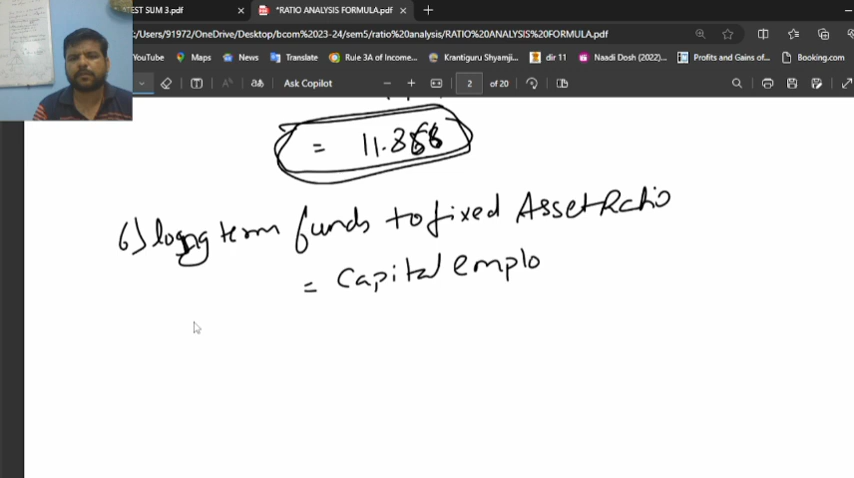 EST SUM 3.pdf
*RATIO ANALYSIS FORMULA.pdf
:/Users/91972/OneDrive/Desktop/bcom%2023-24/sem5/ratio%20analysis/RATIO%20ANALYSIS%20FORMULA.pdf
YouTube Maps News Translate Rule 3A of Income... Krantiguru Shyamji... dir 11 Naadi Dosh (2022)... Profits and Gains of... Booking.com
Ask Copilot 2 of 20
= 11.888
6) long term funds to fixed Asset Ratio
= Capital emplo